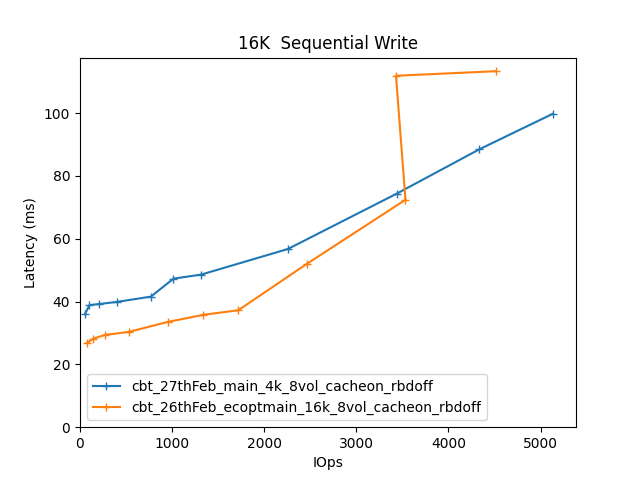 16K  Sequential Write
Latency (ms)
100
80
60
40
20
0
0 1000 2000 3000 4000 5000
IOps
cbt_27thFeb_main_4k_8vol_cacheon_rbdoff
cbt_26thFeb_ecoptmain_16k_8vol_cacheon_rbdoff